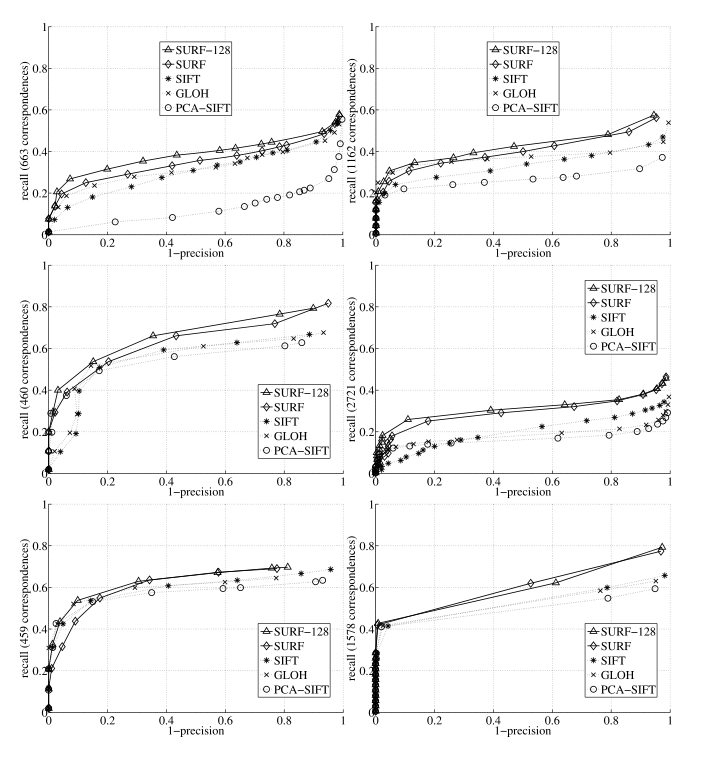 recall (663 correspondences)
1
0.8
0.6
0.4
0.2
0
SURF−128
SURF
SIFT
GLOH
PCA−SIFT
0 0.2 0.4 0.6 0.8 1
1−precision
recall (1162 correspondences)
1
0.8
0.6
0.4
0.2
0
SURF−128
SURF
SIFT
GLOH
PCA−SIFT
0 0.2 0.4 0.6 0.8 1
1−precision
recall (460 correspondences)
1
0.8
0.6
0.4
0.2
0
SURF−128
SURF
SIFT
GLOH
PCA−SIFT
0 0.2 0.4 0.6 0.8 1
1−precision
recall (2721 correspondences)
1
0.8
0.6
0.4
0.2
0
SURF−128
SURF
SIFT
GLOH
PCA−SIFT
0 0.2 0.4 0.6 0.8 1
1−precision
recall (459 correspondences)
1
0.8
0.6
0.4
0.2
0
SURF−128
SURF
SIFT
GLOH
PCA−SIFT
0 0.2 0.4 0.6 0.8 1
1−precision
recall (1578 correspondences)
1
0.8
0.6
0.4
0.2
0
SURF−128
SURF
SIFT
GLOH
PCA−SIFT
0 0.2 0.4 0.6 0.8 1
1−precision